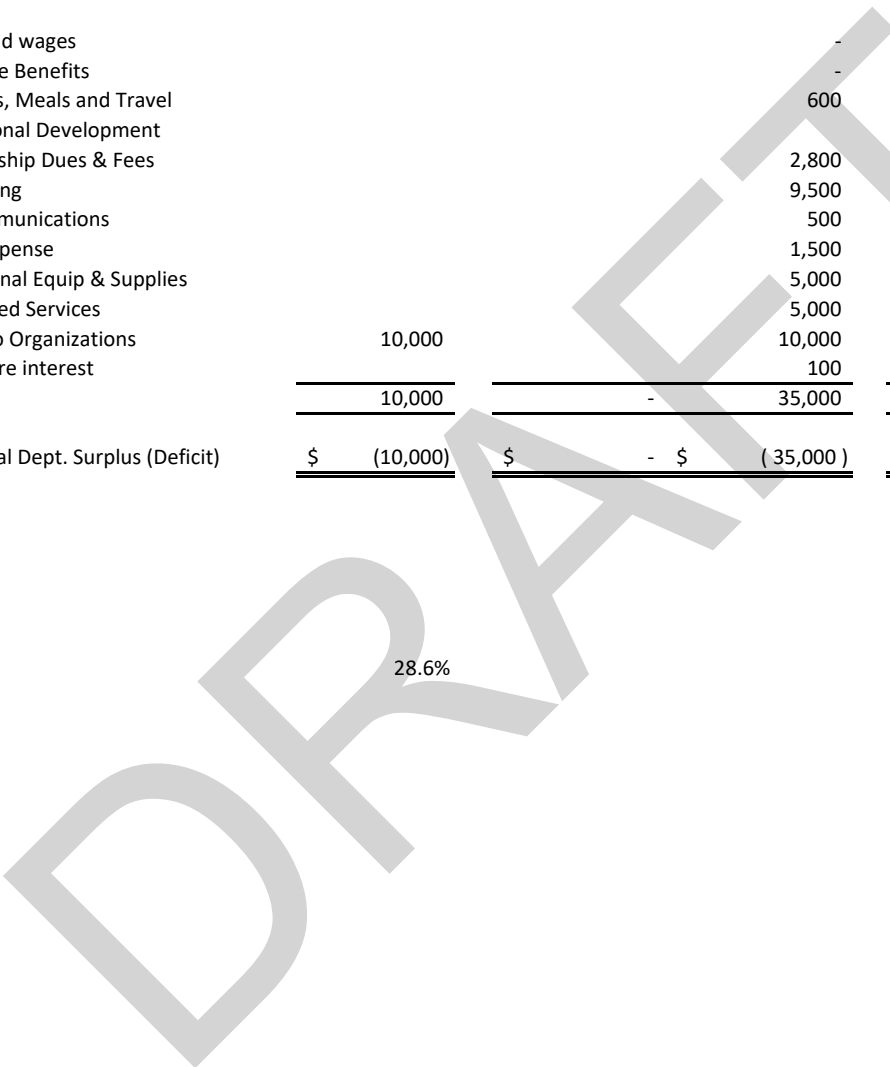 d wages -
e Benefits -
s, Meals and Travel 600
onal Development
ship Dues & Fees 2,800
ng 9,500
munications 500
pense 1,500
nal Equip & Supplies 5,000
ed Services 5,000
o Organizations 10,000 10,000
re interest 100
10,000 - 35,000
al Dept. Surplus (Deficit) $ (10,000) $ - $ ( 35,000 )
28.6%
DRAFT